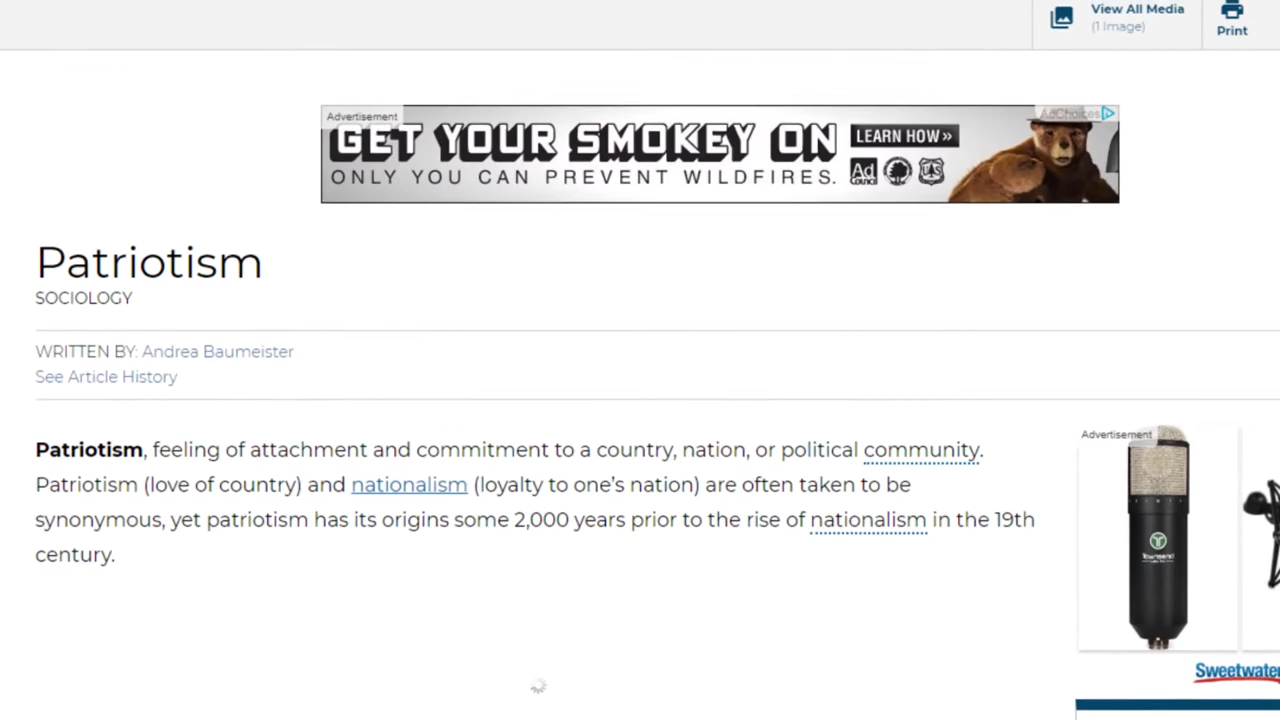 View All Media
(1 Image)
Print
Advertisement
AdChoices
GET YOUR SMOKEY ON
LEARN HOW»
ONLY YOU CAN PREVENT WILDFIRES.
Ad
Council
Patriotism
SOCIOLOGY
WRITTEN BY: Andrea Baumeister
See Article History
Patriotism, feeling of attachment and commitment to a country, nation, or political community.
Patriotism (love of country) and nationalism (loyalty to one’s nation) are often taken to be
synonymous, yet patriotism has its origins some 2,000 years prior to the rise of nationalism in the 19th
century.
Advertisement
Townsend
Sweetwater